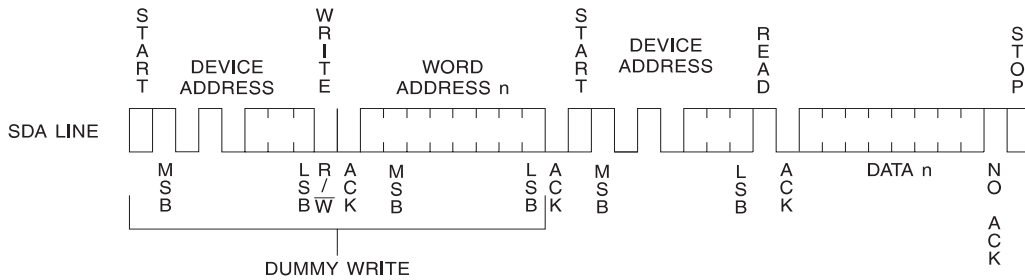 START
WRITE
START
READ
STOP
DEVICE
ADDRESS
WORD
ADDRESS n
DEVICE
ADDRESS
SDA LINE
MSB
LSB
R/W
ACK
MSB
LSB
ACK
MSB
LSB
ACK
DATA n
NO ACK
DUMMY WRITE